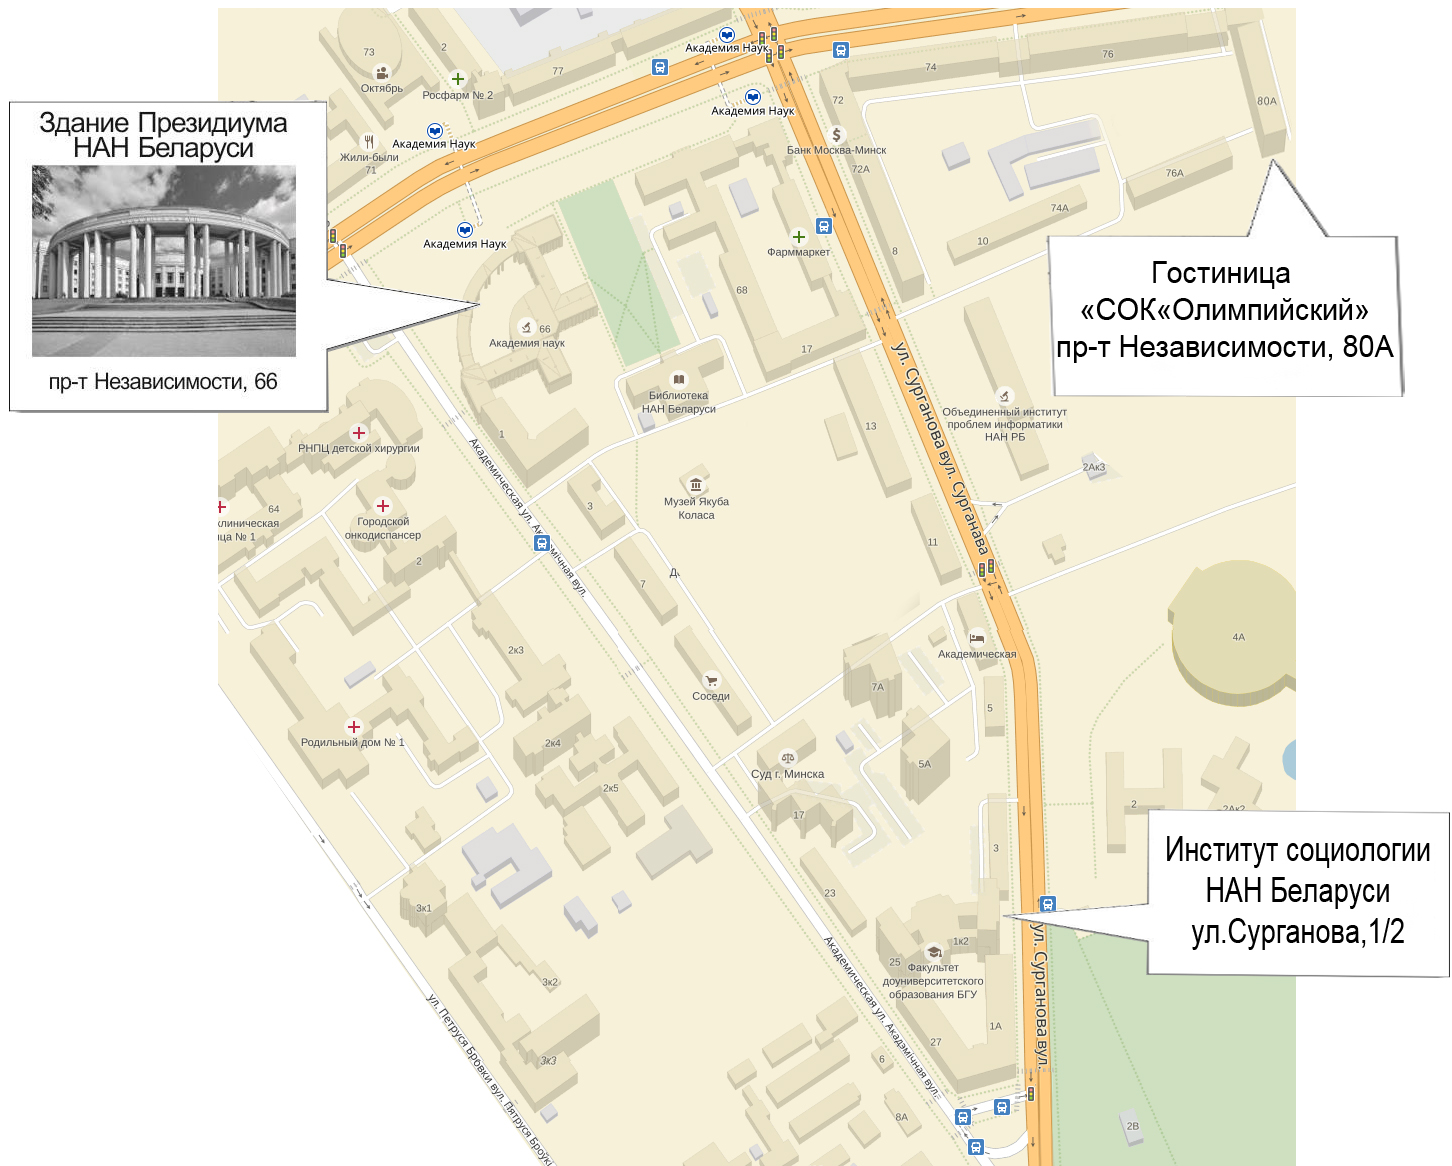 Здание Президиума
НАН Беларуси
пр-т Независимости, 66
Гостиница
«СОК«Олимпийский»
пр-т Независимости, 80А
Институт социологии
НАН Беларуси
ул.Сурганова,1/2
73
2
77
Октябрь
Росфарм № 2
Академия Наук
Академия Наук
Академия Наук
Академия Наук
Жили-были
71
72
74
76
80А
Банк Москва-Минск
72А
76А
74А
10
8
Фарммаркет
68
17
66
Академия наук
Библиотека
НАН Беларуси
1
13
Объединенный институт
проблем информатики
НАН РБ
2Ак3
РНПЦ детской хирургии
64
клиническая
ца № 1
Городской
онкодиспансер
2
3
Музей Якуба
Коласа
11
7
Д
Академическая ул. Акадэмічная вул.
ул. Сурганова вул. Сурганава
2к3
Соседи
7А
Академическая
5
4А
Родильный дом № 1
2к4
2к5
Суд г. Минска
17
5А
2
2Ак2
3
23
3к1
1к2
25
Факультет
доуниверситетского
образования БГУ
3к2
3к3
1А
27
6
8А
2В
Академическая ул. Акадэмічная вул.
ул. Сурганова вул.
ул. Петруся Бровки вул. Пятруся Броўкі